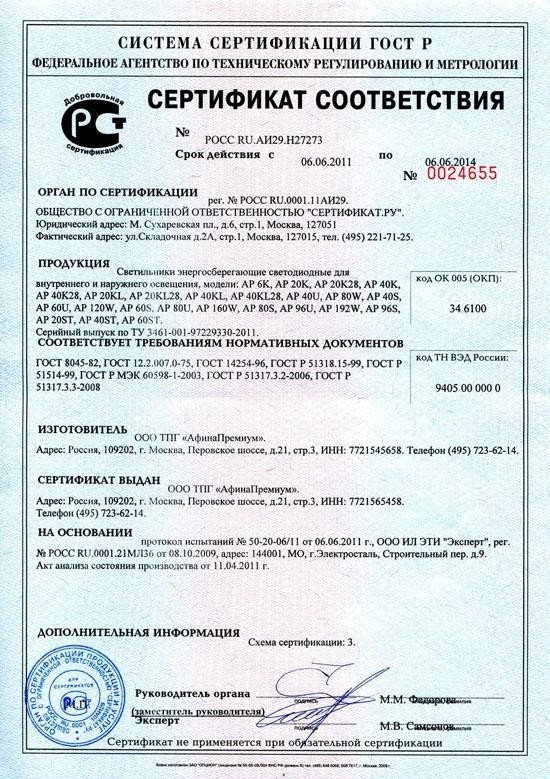 СИСТЕМА СЕРТИФИКАЦИИ ГОСТ Р
ФЕДЕРАЛЬНОЕ АГЕНТСТВО ПО ТЕХНИЧЕСКОМУ РЕГУЛИРОВАНИЮ И МЕТРОЛОГИИ
Добровольная
сертификация
СЕРТИФИКАТ СООТВЕТСТВИЯ
№ РОСС RU.АИ29.Н27273
Срок действия с 06.06.2011 по 06.06.2014
№ 0024655
ОРГАН ПО СЕРТИФИКАЦИИ
рег. № РОСС RU.0001.11АИ29.
ОБЩЕСТВО С ОГРАНИЧЕННОЙ ОТВЕТСТВЕННОСТЬЮ "СЕРТИФИКАТ.РУ".
Юридический адрес: М. Сухаревская пл., д.6, стр.1, Москва, 127051
Фактический адрес: ул.Складочная д.2А, стр.1, Москва, 127015, тел. (495) 221-71-25.
ПРОДУКЦИЯ
Светильники энергосберегающие светодиодные для
внутреннего и наружного освещения, модели: AP 6K, AP 20K, AP 20K28, AP 40K,
AP 40K28, AP 20KL, AP 20KL28, AP 40KL, AP 40KL28, AP 40U, AP 80W, AP 40S,
AP 60U, AP 120W, AP 60S, AP 80U, AP 160W, AP 80S, AP 96U, AP 192W, AP 96S,
AP 20ST, AP 40ST, AP 60ST.
Серийный выпуск по ТУ 3461-001-97229330-2011.
код ОК 005 (ОКП):
34 6100
СООТВЕТСТВУЕТ ТРЕБОВАНИЯМ НОРМАТИВНЫХ ДОКУМЕНТОВ
ГОСТ 8045-82, ГОСТ 12.2.007.0-75, ГОСТ 14254-96, ГОСТ Р 51318.15-99, ГОСТ Р
51514-99, ГОСТ Р МЭК 60598-1-2003, ГОСТ Р 51317.3.2-2006, ГОСТ Р
51317.3.3-2008
код ТН ВЭД России:
9405 00 000 0
ИЗГОТОВИТЕЛЬ
ООО ТПГ «АфинаПремиум».
Адрес: Россия, 109202, г. Москва, Перовское шоссе, д.21, стр.3, ИНН: 7721545658. Телефон (495) 723-62-14.
СЕРТИФИКАТ ВЫДАН
ООО ТПГ «АфинаПремиум».
Адрес: Россия, 109202, г. Москва, Перовское шоссе, д.21, стр.3, ИНН: 7721565458.
Телефон (495) 723-62-14.
НА ОСНОВАНИИ
протокол испытаний № 50-20-06/11 от 06.06.2011 г., ООО ИЛ ЭТИ "Эксперт", рег.
№ РОСС RU.0001.21МЛ36 от 08.10.2009, адрес: 144001, МО, г.Электросталь, Строительный пер. д.9.
Акт анализа состояния производства от 11.04.2011 г.
ДОПОЛНИТЕЛЬНАЯ ИНФОРМАЦИЯ
Схема сертификации: 3.
Руководитель органа
(заместитель руководителя)
подпись
М.М. Федорова
Эксперт
подпись
М.В. Самсонов
Сертификат не применяется при обязательной сертификации